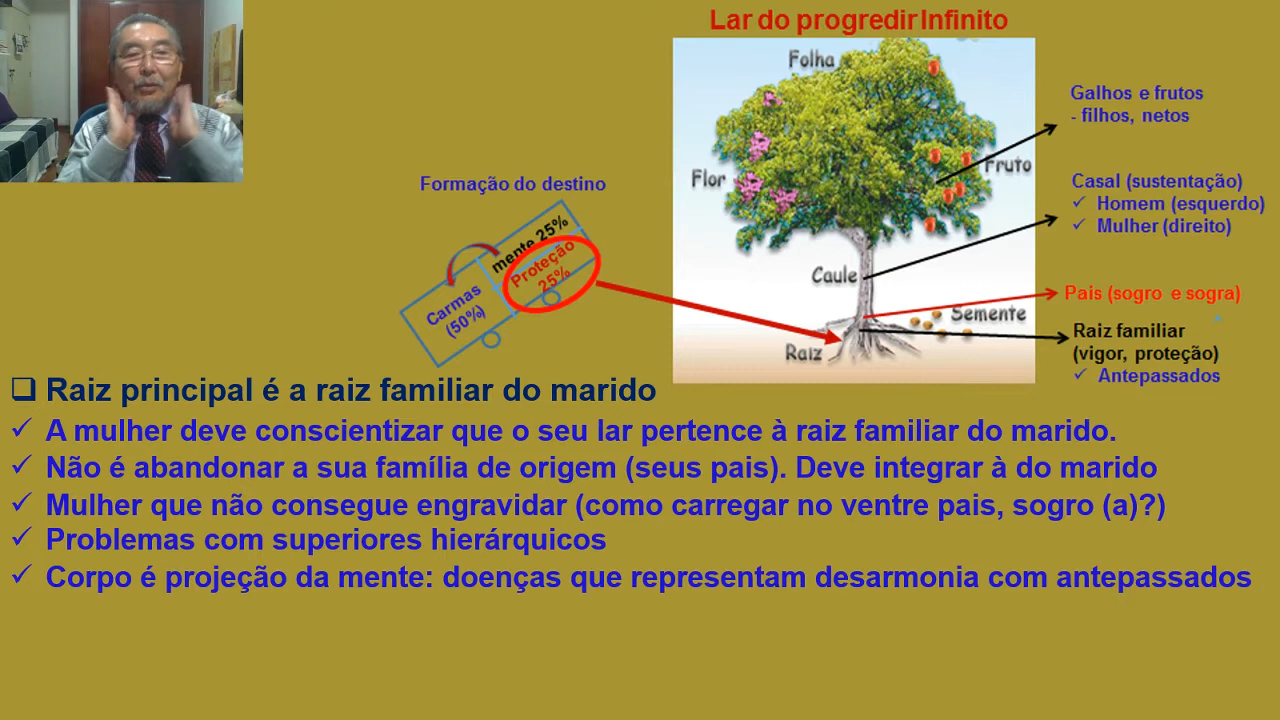 Lar do progredir Infinito
Folha
Flor
Fruto
Caule
Semente
Raiz
Galhos e frutos
- filhos, netos
Casal (sustentação)
✓ Homem (esquerdo)
✓ Mulher (direito)
Pais (sogro e sogra)
Raiz familiar
(vigor, proteção)
✓ Antepassados
Formação do destino
mente 25%
Proteção
25%
Carmas
(50%)
❑ Raiz principal é a raiz familiar do marido
✓ A mulher deve conscientizar que o seu lar pertence à raiz familiar do marido.
✓ Não é abandonar a sua família de origem (seus pais). Deve integrar à do marido
✓ Mulher que não consegue engravidar (como carregar no ventre pais, sogro (a)?)
✓ Problemas com superiores hierárquicos
✓ Corpo é projeção da mente: doenças que representam desarmonia com antepassados